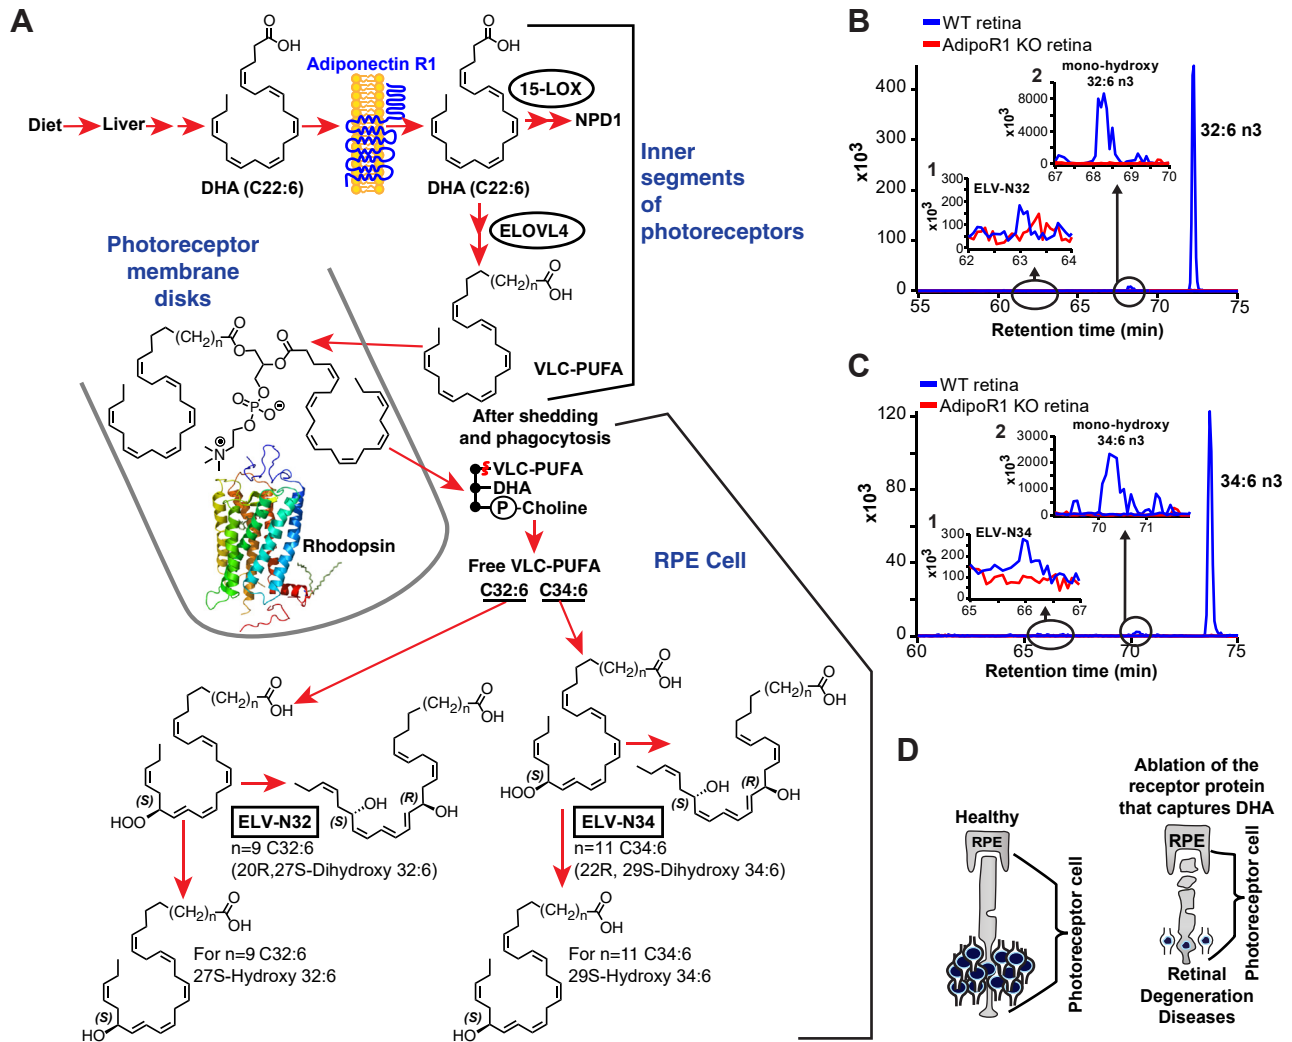 A
O
OH
Diet
Liver
DHA (C22:6)
Adiponectin R1
O
OH
DHA (C22:6)
15-LOX
NPD1
ELOVL4
Inner
segments
of
photoreceptors
(CH2)n
O
OH
VLC-PUFA
Photoreceptor
membrane
disks
(CH2)n
O
O
O
O
O
P
O
O
N
Rhodopsin
After shedding
and phagocytosis
VLC-PUFA
DHA
P-Choline
Free VLC-PUFA
C32:6 C34:6
RPE Cell
(CH2)n
O
OH
(S)
HOO
(CH2)n
O
OH
(S)
OH
(R)
OH
ELV-N32
n=9 C32:6
(20R,27S-Dihydroxy 32:6)
(CH2)n
O
OH
(S)
HOO
(CH2)n
O
OH
(S)
OH
(R)
OH
ELV-N34
n=11 C34:6
(22R, 29S-Dihydroxy 34:6)
(CH2)n
O
OH
For n=9 C32:6
27S-Hydroxy 32:6
(S)
HO
(CH2)n
O
OH
For n=11 C34:6
29S-Hydroxy 34:6
(S)
HO
B
WT retina
AdipoR1 KO retina
x10³
400
300
200
100
0
55 60 65 70 75
Retention time (min)
32:6 n3
1
ELV-N32
x10³
300
200
100
0
62 63 64
2
mono-hydroxy
32:6 n3
x10³
8000
4000
0
67 68 69 70
C
WT retina
AdipoR1 KO retina
x10³
120
80
40
0
60 65 70 75
Retention time (min)
34:6 n3
1
ELV-N34
x10³
300
200
100
0
65 66 67
2
mono-hydroxy
34:6 n3
x10³
3000
2000
1000
0
70 71
D
Healthy
RPE
Photoreceptor cell
Ablation of the
receptor protein
that captures DHA
RPE
Photoreceptor cell
Retinal
Degeneration
Diseases